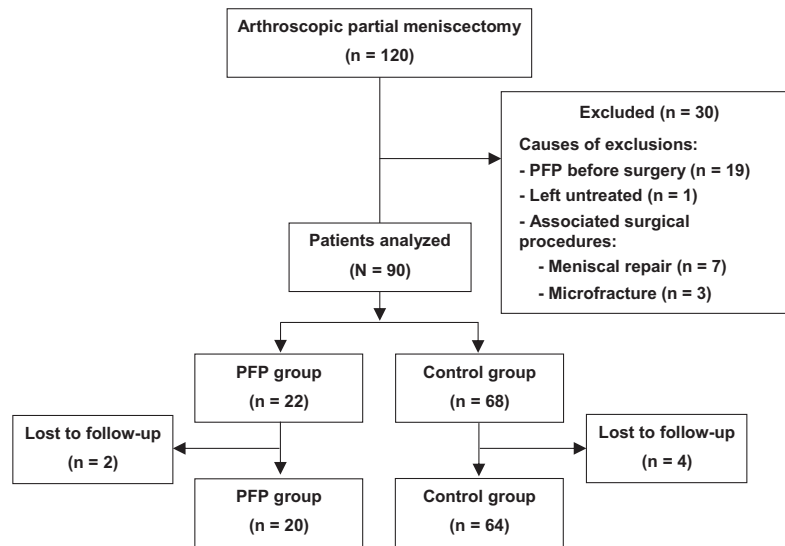 Arthroscopic partial meniscectomy
(n = 120)
Excluded (n = 30)
Causes of exclusions:
- PFP before surgery (n = 19)
- Left untreated (n = 1)
- Associated surgical
procedures:
- Meniscal repair (n = 7)
- Microfracture (n = 3)
Patients analyzed
(N = 90)
PFP group
(n = 22)
Control group
(n = 68)
Lost to follow-up
(n = 2)
Lost to follow-up
(n = 4)
PFP group
(n = 20)
Control group
(n = 64)